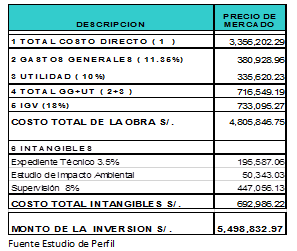 DESCRIPCION PRECIO DE MERCADO
1 TOTAL COSTO DIRECTO ( 1 ) 3,356,202.29
2 GASTOS GENERALES ( 11.35%) 380,928.96
3 UTILIDAD ( 10%) 335,620.23
4 TOTAL GG+UT ( 2+3 ) 716,549.19
5 IGV (18%) 733,095.27
COSTO TOTAL DE LA OBRA S/. 4,805,846.75
6 INTANGIBLES
Expediente Técnico 3.5% 195,587.06
Estudio de Impacto Ambiental 50,343.03
Supervisión 8% 447,056.13
COSTO TOTAL INTANGIBLES S/. 692,986.22
MONTO DE LA INVERSION S/. 5,498,832.97
Fuente Estudio de Perfil